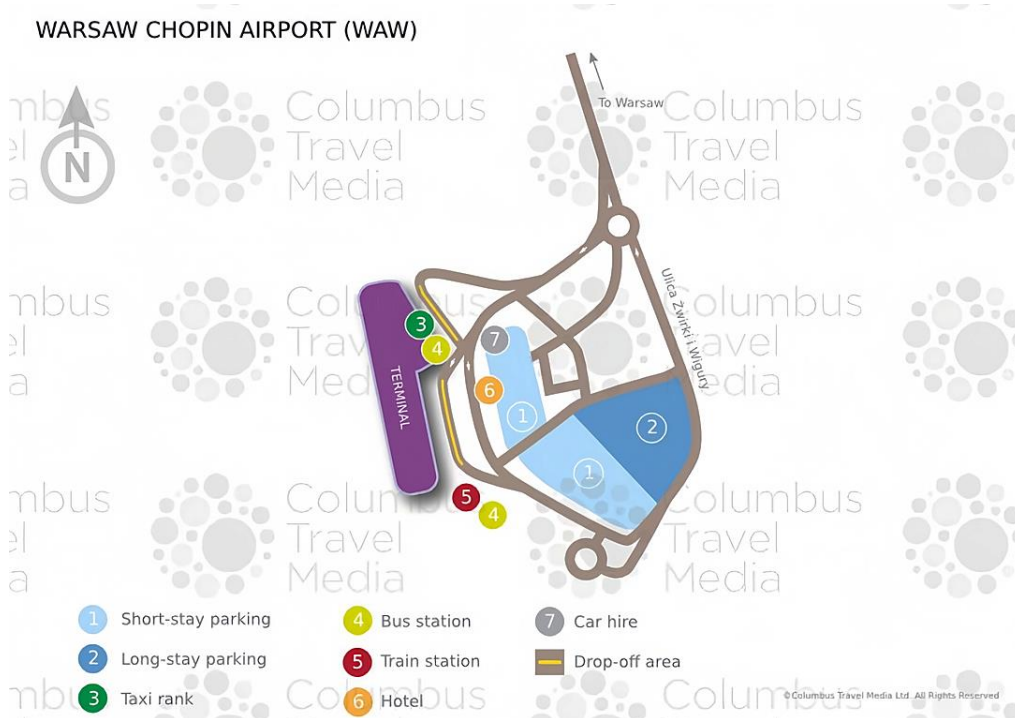 WARSAW CHOPIN AIRPORT (WAW)
To Warsaw
N
Columbus
Travel
Media
Columbus
Travel
Media
Ulica Żwirki i Wigury
TERMINAL
3
4
7
6
1
2
1
5
4
Columbus
Travel
Media
Columbus
Travel
Media
Columbus
Travel
Media
Columbus
Travel
Media
1 Short-stay parking
2 Long-stay parking
3 Taxi rank
4 Bus station
5 Train station
6 Hotel
7 Car hire
Drop-off area
Columbus
Columbus
©Columbus Travel Media Ltd. All Rights Reserved